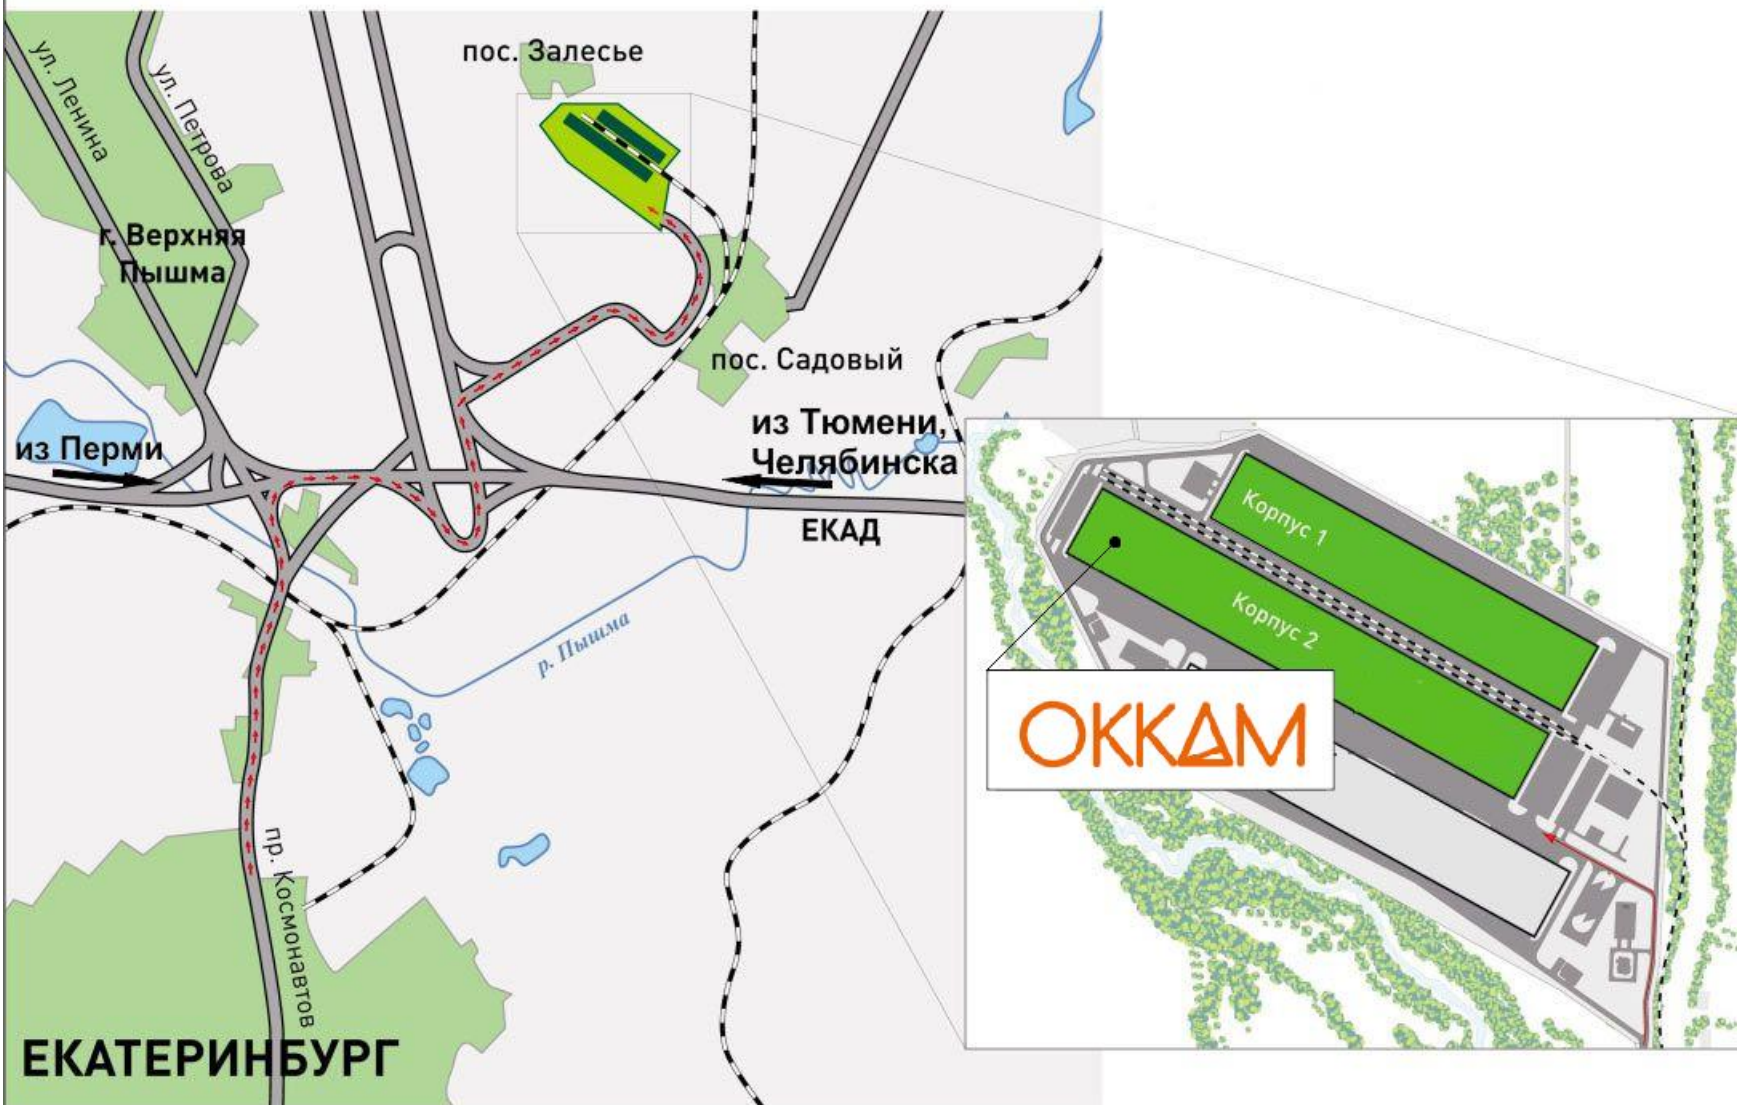 пос. Залесье
ул. Ленина
ул. Петрова
г. Верхняя
Пышма
пос. Садовый
из Перми
из Тюмени,
Челябинска
ЕКАД
р. Пышма
Корпус 1
Корпус 2
ОККАМ
пр. Космонавтов
ЕКАТЕРИНБУРГ